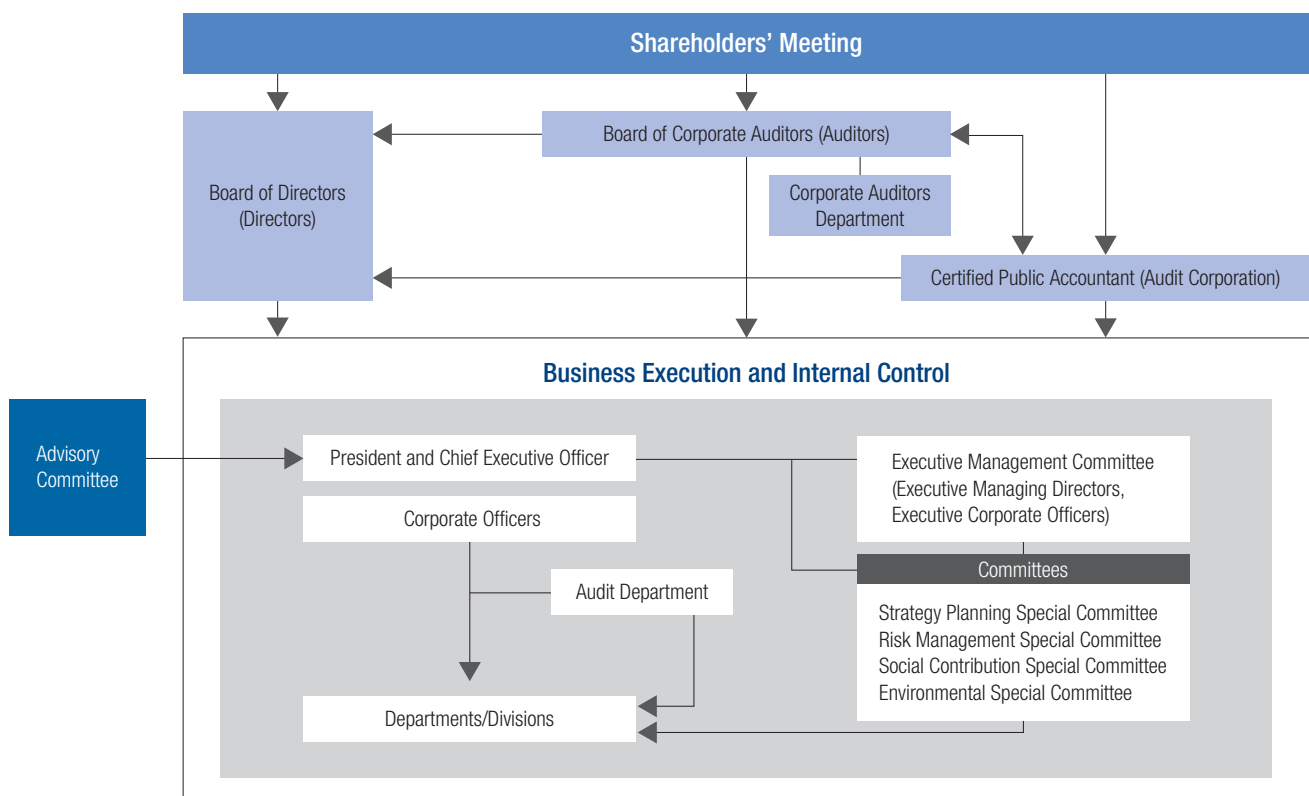 Shareholders’ Meeting
Board of Corporate Auditors (Auditors)
Board of Directors
(Directors)
Corporate Auditors
Department
Certified Public Accountant (Audit Corporation)
Business Execution and Internal Control
Advisory
Committee
President and Chief Executive Officer
Corporate Officers
Audit Department
Departments/Divisions
Executive Management Committee
(Executive Managing Directors,
Executive Corporate Officers)
Committees
Strategy Planning Special Committee
Risk Management Special Committee
Social Contribution Special Committee
Environmental Special Committee